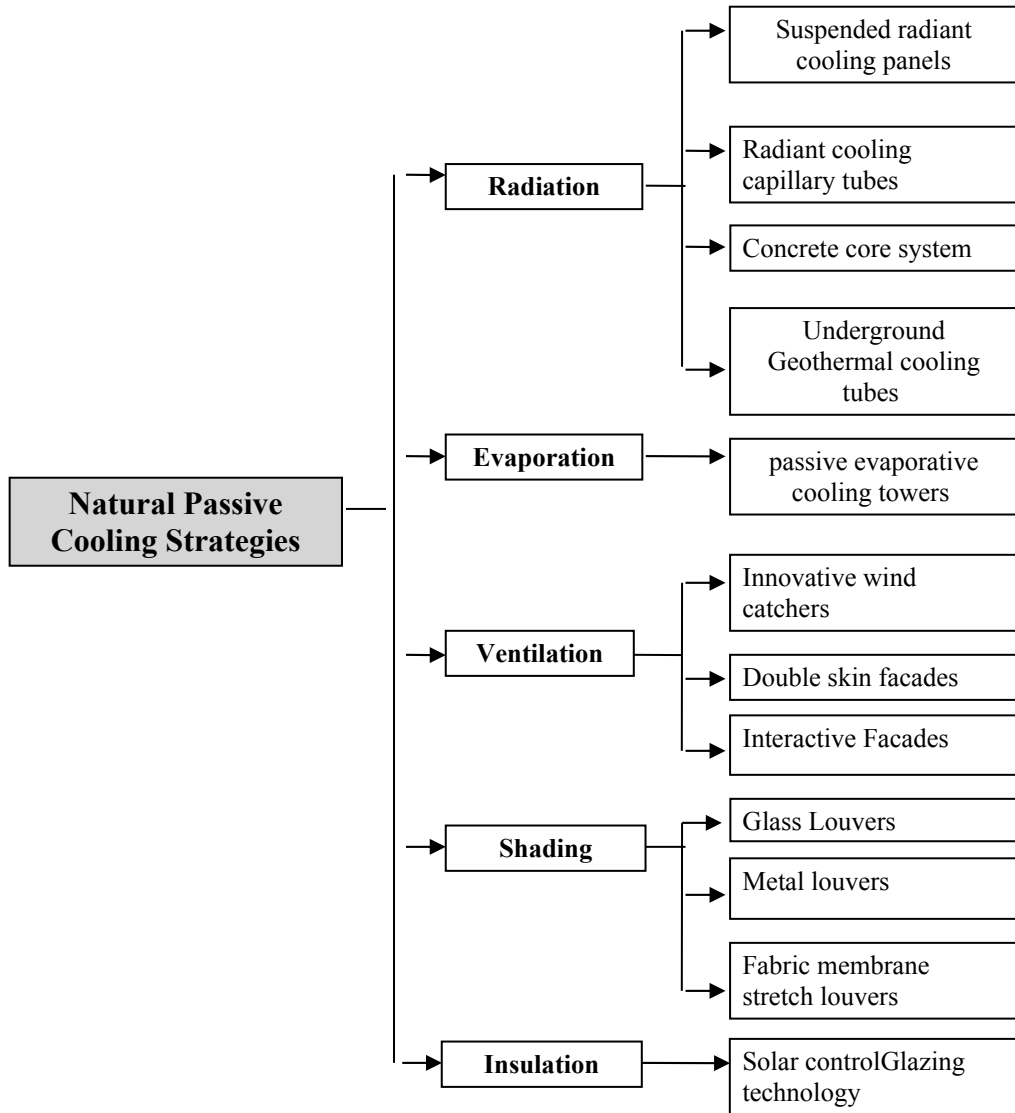 Natural Passive
Cooling Strategies
Radiation
Suspended radiant
cooling panels
Radiant cooling
capillary tubes
Concrete core system
Underground
Geothermal cooling
tubes
Evaporation
passive evaporative
cooling towers
Ventilation
Innovative wind
catchers
Double skin facades
Interactive Facades
Shading
Glass Louvers
Metal louvers
Fabric membrane
stretch louvers
Insulation
Solar controlGlazing
technology